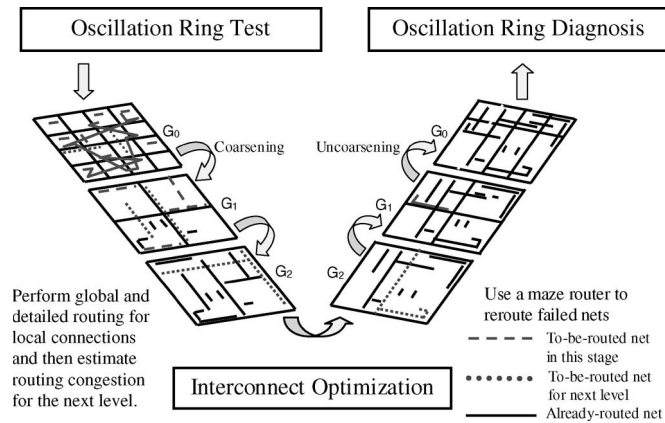 Oscillation Ring Test
Oscillation Ring Diagnosis
G0
Coarsening
Uncoarsening
G0
G1
G1
G2
G2
Perform global and
detailed routing for
local connections
and then estimate
routing congestion
for the next level.
Use a maze router to
reroute failed nets
To-be-routed net
in this stage
To-be-routed net
for next level
Already-routed net
Interconnect Optimization